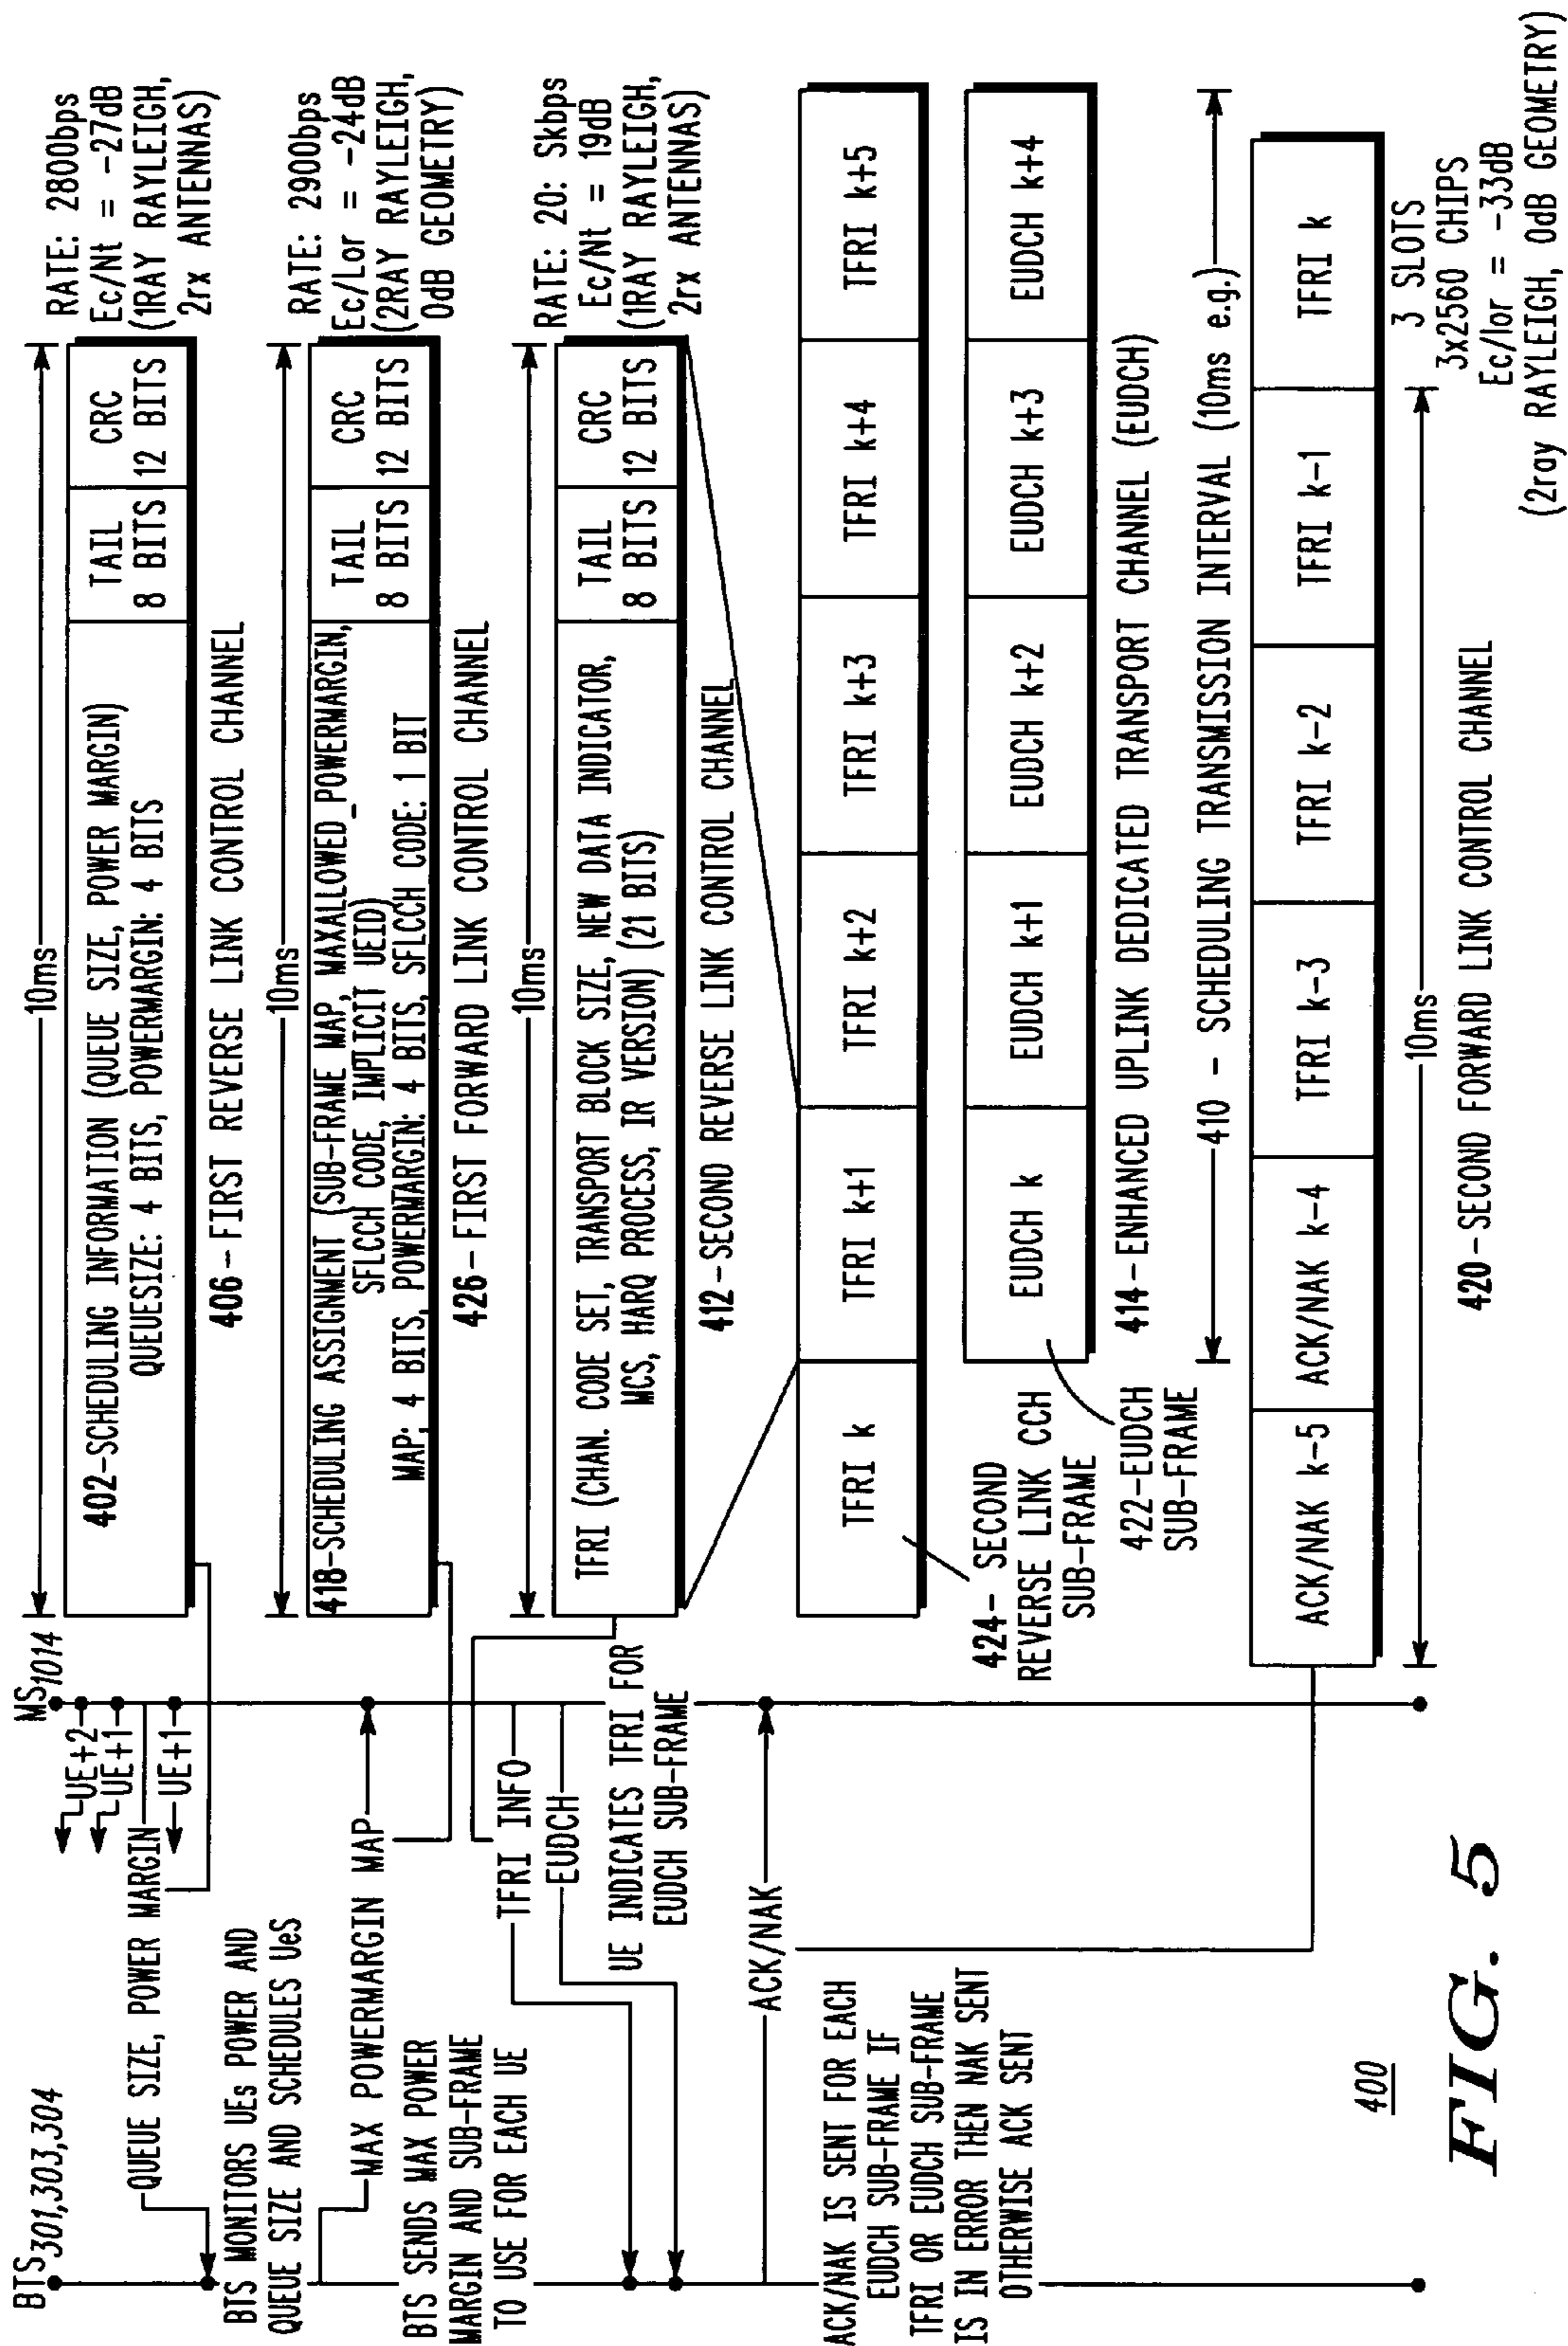 BTS 301,303,304
MS 1014
UE+2
UE+1
UE+1
QUEUE SIZE, POWER MARGIN
BTS MONITORS UEs POWER AND
QUEUE SIZE AND SCHEDULES UeS
MAX POWERMARGIN MAP
BTS SENDS MAX POWER
MARGIN AND SUB-FRAME
TO USE FOR EACH UE
TFRI INFO
EUDCH
UE INDICATES TFRI FOR
EUDCH SUB-FRAME
ACK/NAK
ACK/NAK IS SENT FOR EACH
EUDCH SUB-FRAME IF
TFRI OR EUDCH SUB-FRAME
IS IN ERROR THEN NAK SENT
OTHERWISE ACK SENT
10ms
402-SCHEDULING INFORMATION (QUEUE SIZE, POWER MARGIN)
QUEUESIZE: 4 BITS, POWERMARGIN: 4 BITS
TAIL
8 BITS
CRC
12 BITS
RATE: 2800bps
Ec/Nt = -27dB
(1RAY RAYLEIGH,
2rx ANTENNAS)
406-FIRST REVERSE LINK CONTROL CHANNEL
10ms
418-SCHEDULING ASSIGNMENT (SUB-FRAME MAP, MAXALLOWED_POWERMARGIN,
SFLCCH CODE, IMPLICIT UEID)
MAP: 4 BITS, POWERMARGIN: 4 BITS, SFLCCH CODE: 1 BIT
TAIL
8 BITS
CRC
12 BITS
RATE: 2900bps
Ec/Lor = -24dB
(2RAY RAYLEIGH,
0dB GEOMETRY)
426-FIRST FORWARD LINK CONTROL CHANNEL
10ms
TFRI (CHAN. CODE SET, TRANSPORT BLOCK SIZE, NEW DATA INDICATOR,
MCS, HARQ PROCESS, IR VERSION) (21 BITS)
TAIL
8 BITS
CRC
12 BITS
RATE: 20: Skbps
Ec/Nt = 19dB
(1RAY RAYLEIGH,
2rx ANTENNAS)
412-SECOND REVERSE LINK CONTROL CHANNEL
TFRI k
TFRI k+1
TFRI k+2
TFRI k+3
TFRI k+4
TFRI k+5
424- SECOND
REVERSE LINK CCH
SUB-FRAME
EUDCH k
EUDCH k+1
EUDCH k+2
EUDCH k+3
EUDCH k+4
422-EUDCH
SUB-FRAME
414-ENHANCED UPLINK DEDICATED TRANSPORT CHANNEL (EUDCH)
410 - SCHEDULING TRANSMISSION INTERVAL (10ms e.g.)
ACK/NAK k-5
ACK/NAK k-4
TFRI k-3
TFRI k-2
TFRI k-1
TFRI k
10ms
3 SLOTS
3x2560 CHIPS
Ec/Ior = -33dB
(2ray RAYLEIGH, 0dB GEOMETRY)
420-SECOND FORWARD LINK CONTROL CHANNEL
400
FIG. 5